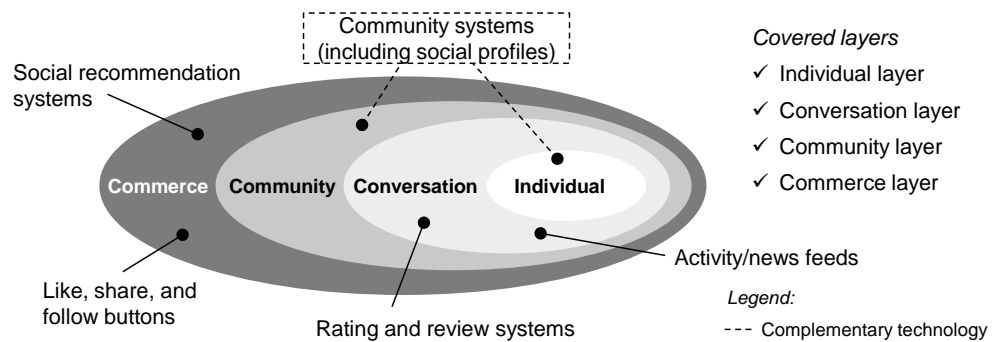 Community systems
(including social profiles)
Social recommendation
systems
Commerce
Community
Conversation
Individual
Like, share, and
follow buttons
Rating and review systems
Activity/news feeds
Covered layers
✓ Individual layer
✓ Conversation layer
✓ Community layer
✓ Commerce layer
Legend:
--- Complementary technology